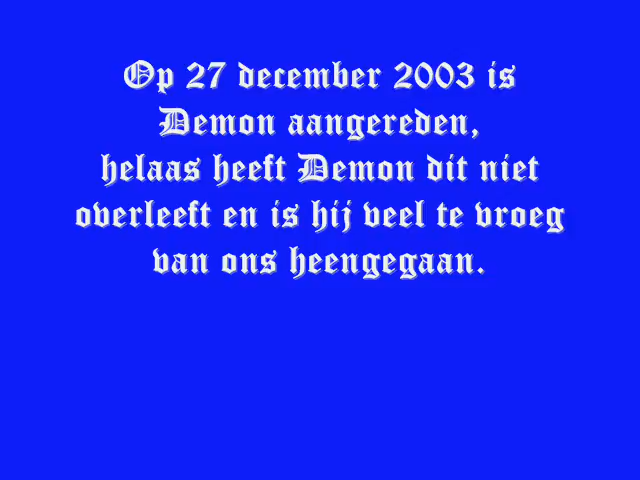 Op 27 december 2003 is
Demon aangereden,
helaas heeft Demon dit niet
overleeft en is hij veel te vroeg
van ons heengegaan.